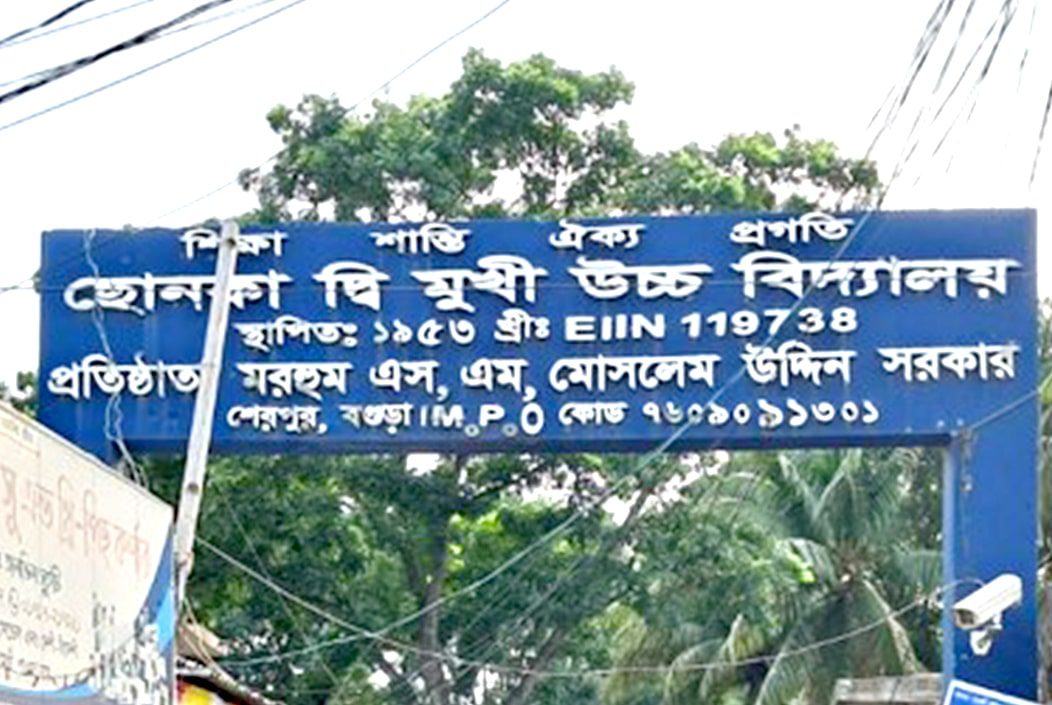 শিক্ষা শান্তি ঐক্য প্রগতি
ছোনকা দ্বি মুখী উচ্চ বিদ্যালয়
স্থাপিতঃ ১৯৫৩ খ্রীঃ EIIN 119738
প্রতিষ্ঠাতা মরহুম এস, এম, মোসলেম উদ্দিন সরকার
শেরপুর, বগুড়া। M.P.O কোড ৭৬০৯০৯১৩০১